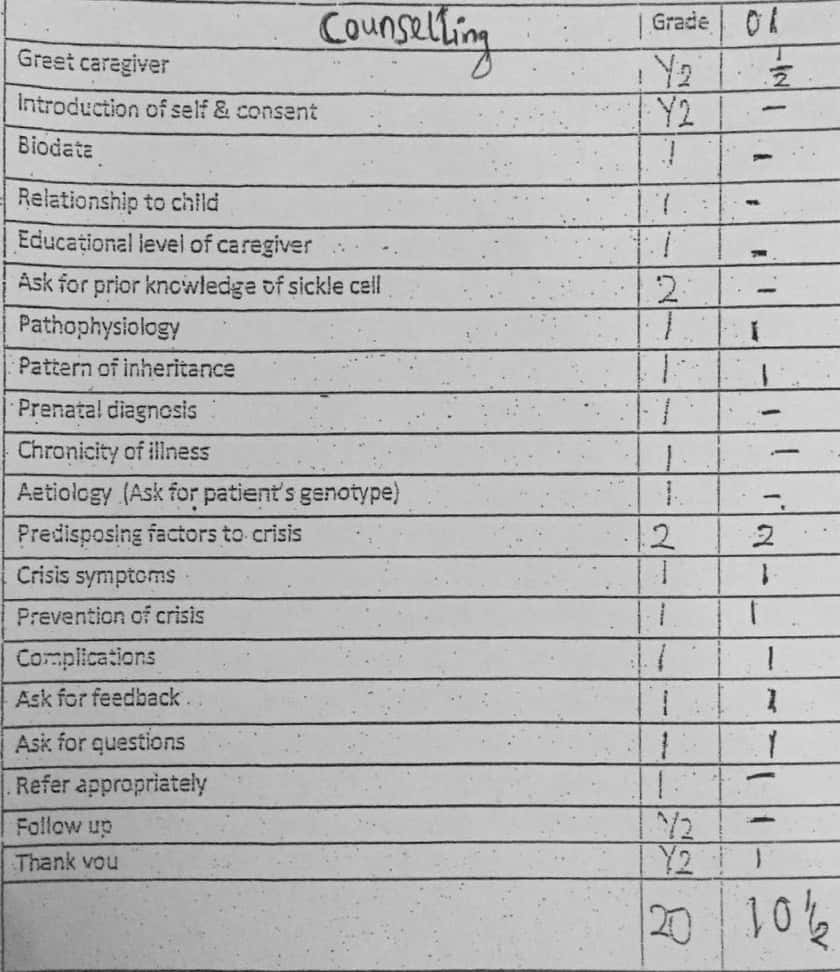 Counselling Grade 01
Greet caregiver 1/2 1/2
Introduction of self & consent 1/2 -
Biodata 1 -
Relationship to child 1 -
Educational level of caregiver 1 -
Ask for prior knowledge of sickle cell 2 -
Pathophysiology 1 1
Pattern of inheritance 1 1
Prenatal diagnosis 1 -
Chronicity of illness 1 -
Aetiology (Ask for patient's genotype) 1 -
Predisposing factors to crisis 2 2
Crisis symptoms 1 1
Prevention of crisis 1 1
Complications 1 1
Ask for feedback 1 1
Ask for questions 1 1
Refer appropriately 1 -
Follow up 1/2 -
Thank you 1/2 1
20 10 1/2